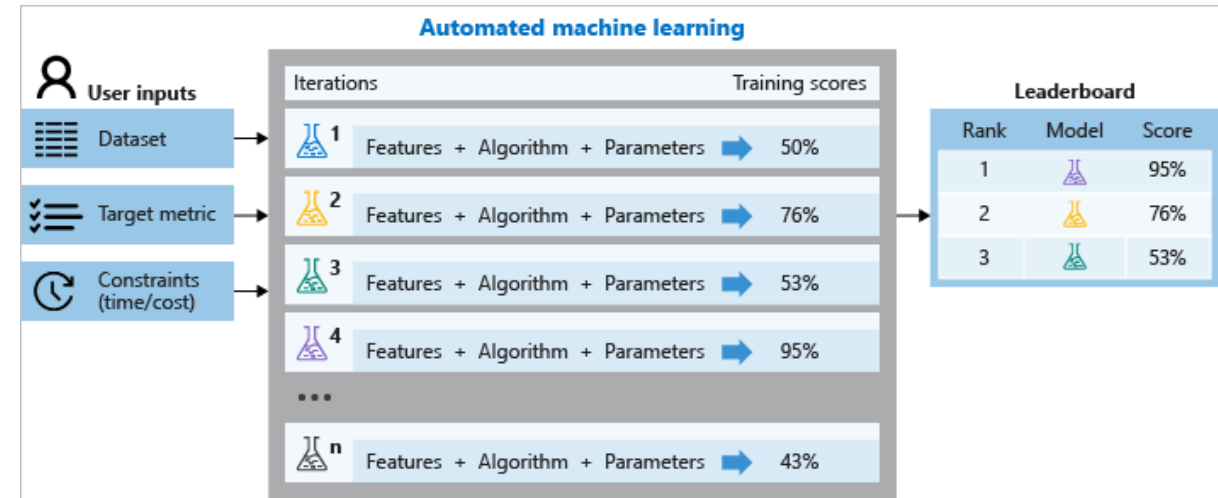 Automated machine learning
User inputs
Dataset
Target metric
Constraints
(time/cost)
Iterations Training scores
1 Features + Algorithm + Parameters 50%
2 Features + Algorithm + Parameters 76%
3 Features + Algorithm + Parameters 53%
4 Features + Algorithm + Parameters 95%
•••
n Features + Algorithm + Parameters 43%
Leaderboard
Rank Model Score
1 95%
2 76%
3 53%